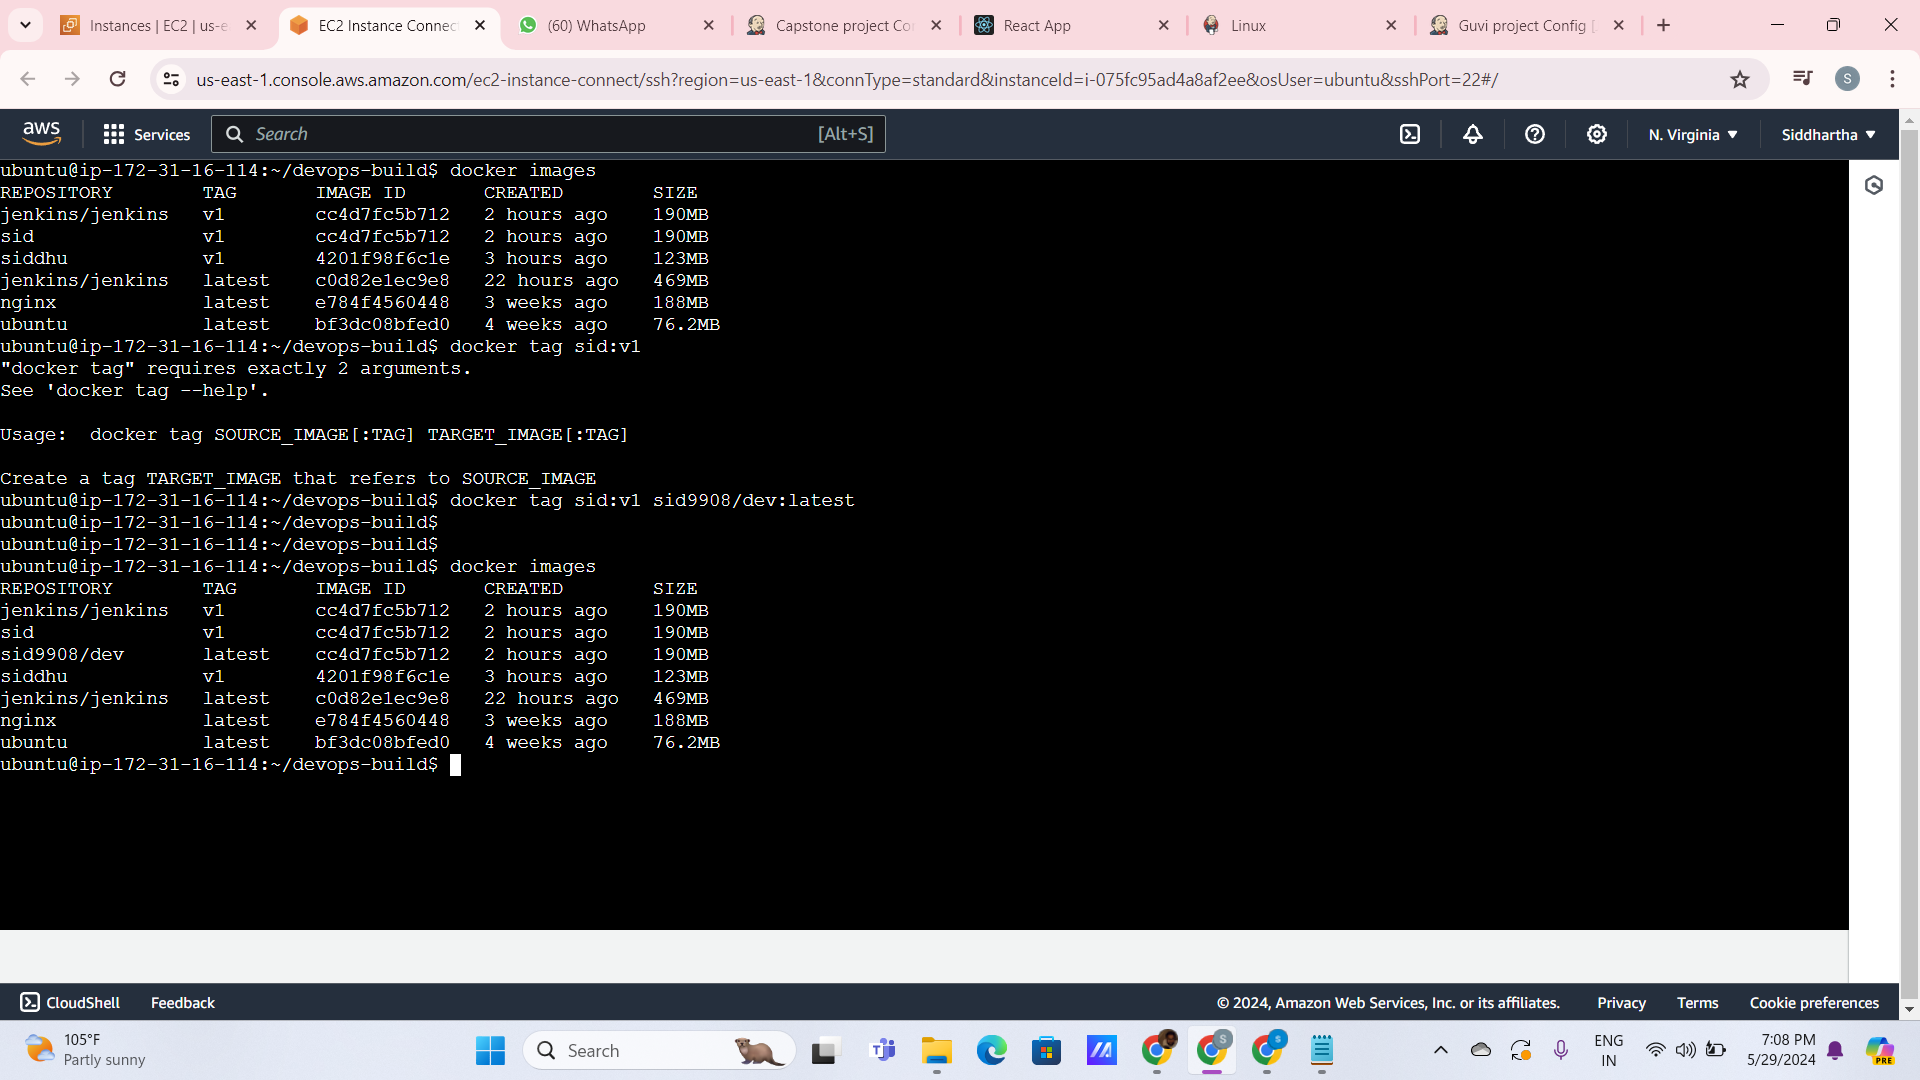 Instances | EC2 | us-e
EC2 Instance Connec
(60) WhatsApp
Capstone project Co
React App
Linux
Guvi project Config [
us-east-1.console.aws.amazon.com/ec2-instance-connect/ssh?region=us-east-1&connType=standard&instanceId=i-075fc95ad4a8af2ee&osUser=ubuntu&sshPort=22#/
S
aws Services Search [Alt+S] N. Virginia Siddhartha
ubuntu@ip-172-31-16-114:~/devops-build$ docker images
REPOSITORY TAG IMAGE ID CREATED SIZE
jenkins/jenkins v1 cc4d7fc5b712 2 hours ago 190MB
sid v1 cc4d7fc5b712 2 hours ago 190MB
siddhu v1 4201f98f6c1e 3 hours ago 123MB
jenkins/jenkins latest c0d82e1ec9e8 22 hours ago 469MB
nginx latest e784f4560448 3 weeks ago 188MB
ubuntu latest bf3dc08bfed0 4 weeks ago 76.2MB
ubuntu@ip-172-31-16-114:~/devops-build$ docker tag sid:v1
"docker tag" requires exactly 2 arguments.
See 'docker tag --help'.
Usage:  docker tag SOURCE_IMAGE[:TAG] TARGET_IMAGE[:TAG]
Create a tag TARGET_IMAGE that refers to SOURCE_IMAGE
ubuntu@ip-172-31-16-114:~/devops-build$ docker tag sid:v1 sid9908/dev:latest
ubuntu@ip-172-31-16-114:~/devops-build$
ubuntu@ip-172-31-16-114:~/devops-build$
ubuntu@ip-172-31-16-114:~/devops-build$ docker images
REPOSITORY TAG IMAGE ID CREATED SIZE
jenkins/jenkins v1 cc4d7fc5b712 2 hours ago 190MB
sid v1 cc4d7fc5b712 2 hours ago 190MB
sid9908/dev latest cc4d7fc5b712 2 hours ago 190MB
siddhu v1 4201f98f6c1e 3 hours ago 123MB
jenkins/jenkins latest c0d82e1ec9e8 22 hours ago 469MB
nginx latest e784f4560448 3 weeks ago 188MB
ubuntu latest bf3dc08bfed0 4 weeks ago 76.2MB
ubuntu@ip-172-31-16-114:~/devops-build$
CloudShell Feedback © 2024, Amazon Web Services, Inc. or its affiliates. Privacy Terms Cookie preferences
105°F
Partly sunny
Search
ENG
IN
7:08 PM
5/29/2024
PRE